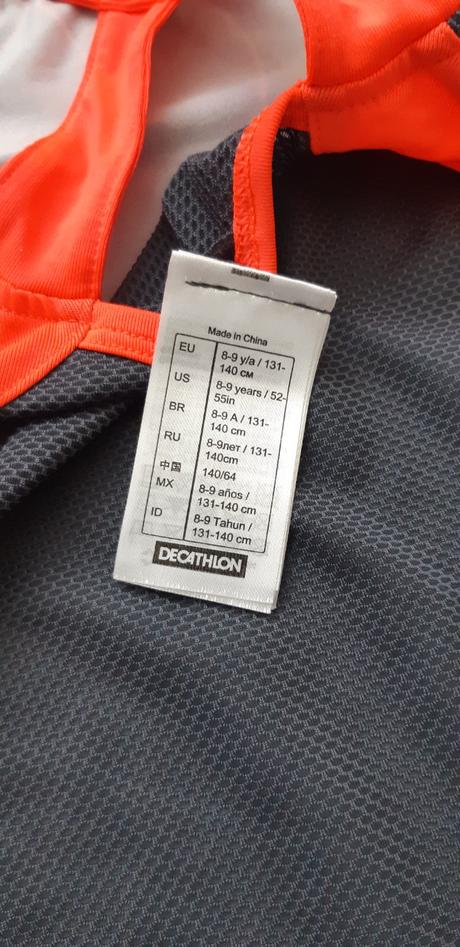 Made in China
EU 8-9 y/a / 131-
140 см
US 8-9 years / 52-
55in
BR 8-9 A / 131-
140 cm
RU 8-9лет / 131-
140cm
中国 140/64
MX 8-9 años /
131-140 cm
ID 8-9 Tahun /
131-140 cm
DECATHLON